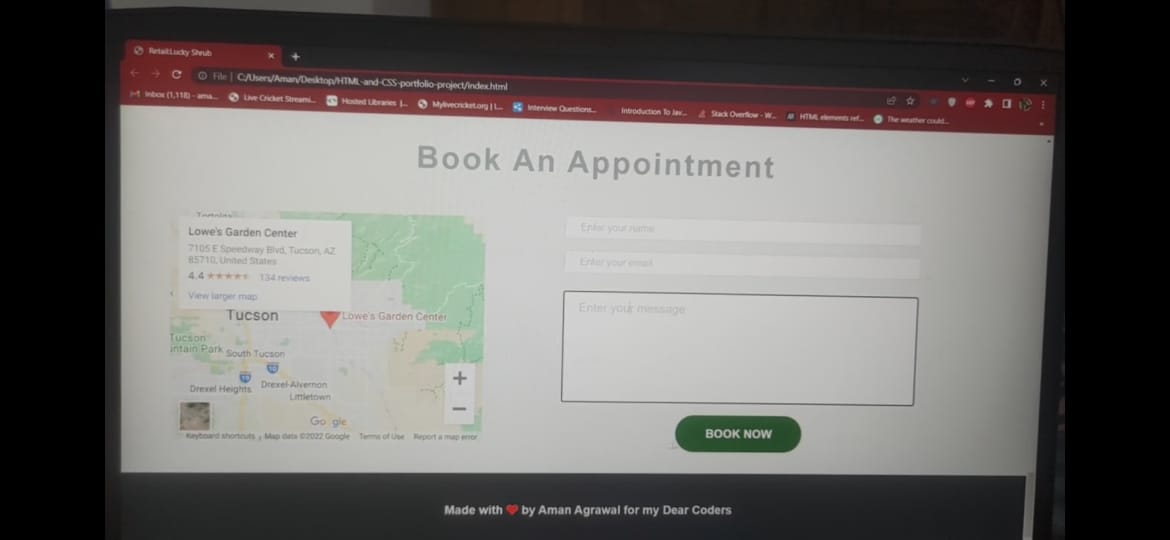 Retail:Lucky Shrub
File | C:/Users/Aman/Desktop/HTML-and-CSS-portfolio-project/index.html
Inbox (1,118) - ama... Live Cricket Streami... Hosted Libraries |... Mylivecricket.org | L... Interview Questions... Introduction To Jav... Stack Overflow - W... HTML elements ref... The weather could...
Book An Appointment
Lowe's Garden Center
7105 E Speedway Blvd, Tucson, AZ
85710, United States
4.4 134 reviews
View larger map
Tucson
Lowe's Garden Center
Tucson
untain Park
South Tucson
10
10
Drexel Heights
Drexel-Alvernon
Littletown
+
−
Google
Keyboard shortcuts Map data ©2022 Google Terms of Use Report a map error
Enter your name
Enter your email
Enter your message
BOOK NOW
Made with ❤ by Aman Agrawal for my Dear Coders